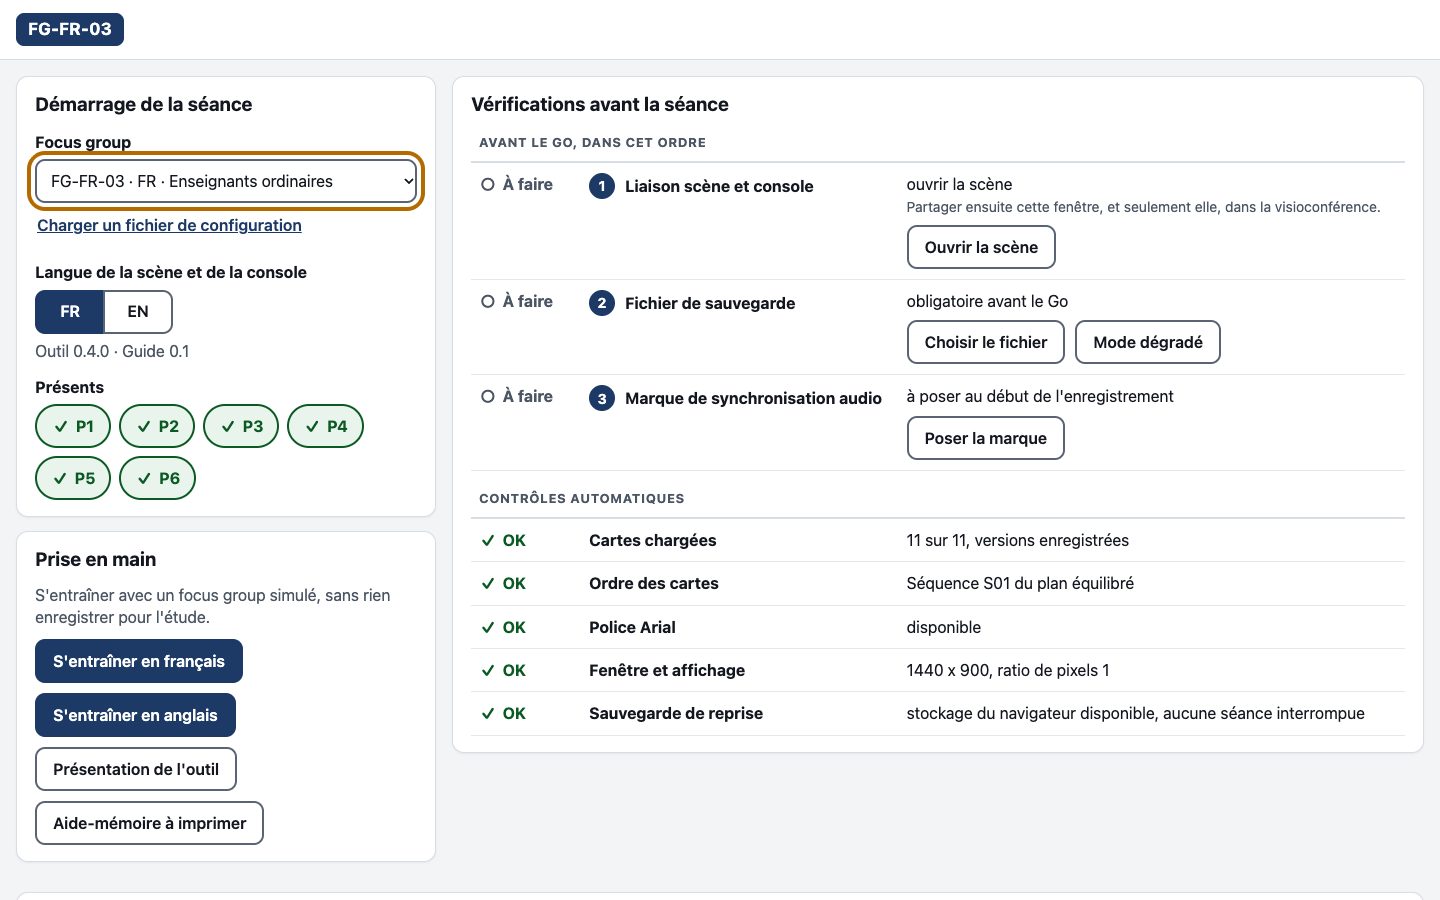 FG-FR-03
Démarrage de la séance
Focus group
FG-FR-03 · FR · Enseignants ordinaires
Charger un fichier de configuration
Langue de la scène et de la console
FR EN
Outil 0.4.0 · Guide 0.1
Présents
P1 P2 P3 P4
P5 P6
Prise en main
S'entraîner avec un focus group simulé, sans rien
enregistrer pour l'étude.
S'entraîner en français
S'entraîner en anglais
Présentation de l'outil
Aide-mémoire à imprimer
Vérifications avant la séance
AVANT LE GO, DANS CET ORDRE
À faire 1 Liaison scène et console ouvrir la scène
Partager ensuite cette fenêtre, et seulement elle, dans la visioconférence.
Ouvrir la scène
À faire 2 Fichier de sauvegarde obligatoire avant le Go
Choisir le fichier Mode dégradé
À faire 3 Marque de synchronisation audio à poser au début de l'enregistrement
Poser la marque
CONTRÔLES AUTOMATIQUES
OK Cartes chargées 11 sur 11, versions enregistrées
OK Ordre des cartes Séquence S01 du plan équilibré
OK Police Arial disponible
OK Fenêtre et affichage 1440 x 900, ratio de pixels 1
OK Sauvegarde de reprise stockage du navigateur disponible, aucune séance interrompue